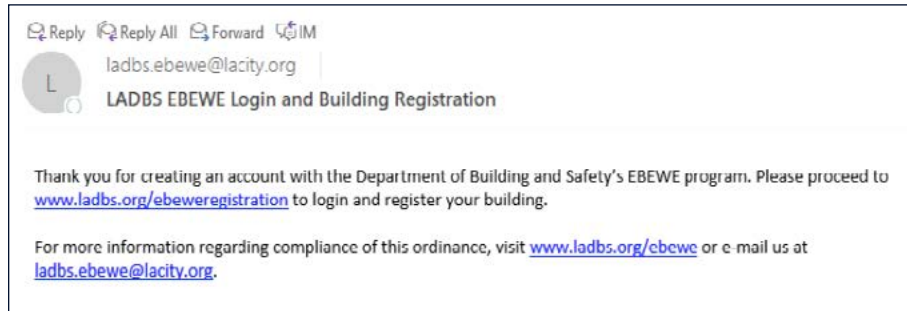 Reply Reply All Forward IM
ladbs.ebewe@lacity.org
L
LADBS EBEWE Login and Building Registration
Thank you for creating an account with the Department of Building and Safety's EBEWE program. Please proceed to
www.ladbs.org/ebeweregistration to login and register your building.
For more information regarding compliance of this ordinance, visit www.ladbs.org/ebewe or e-mail us at
ladbs.ebewe@lacity.org.